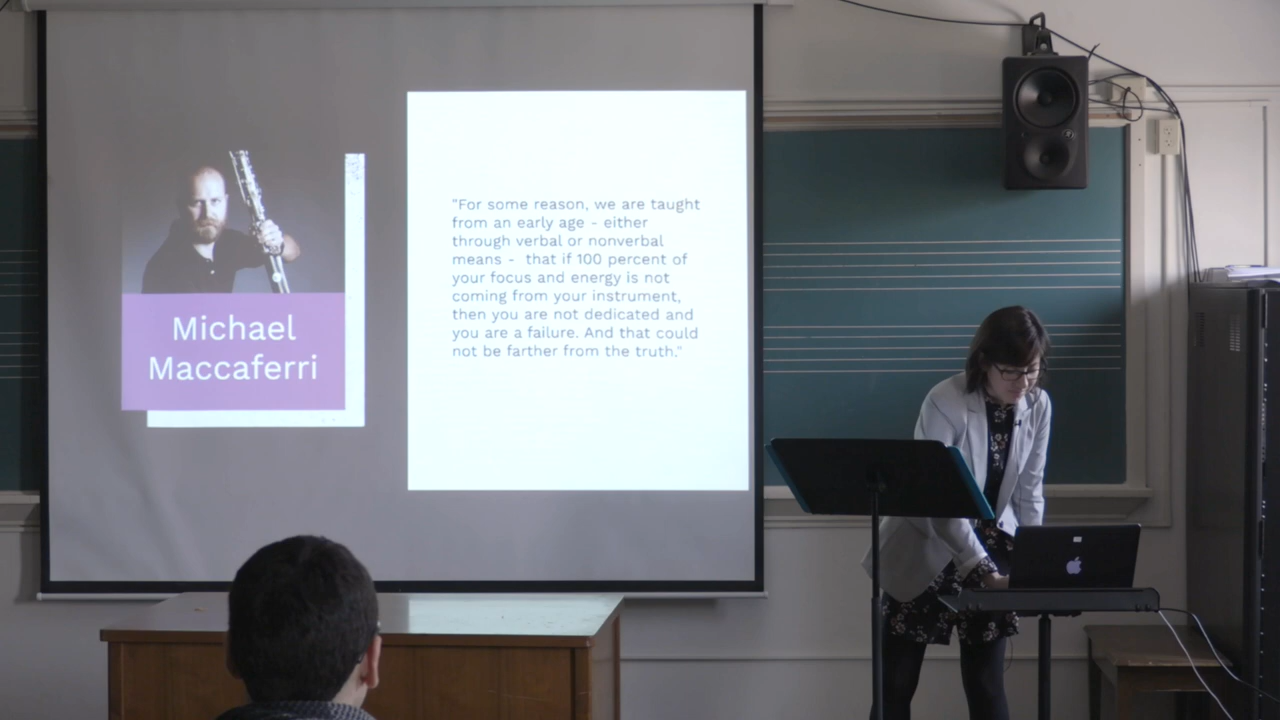 Michael
Maccaferri
"For some reason, we are taught
from an early age - either
through verbal or nonverbal
means -  that if 100 percent of
your focus and energy is not
coming from your instrument,
then you are not dedicated and
you are a failure. And that could
not be farther from the truth."